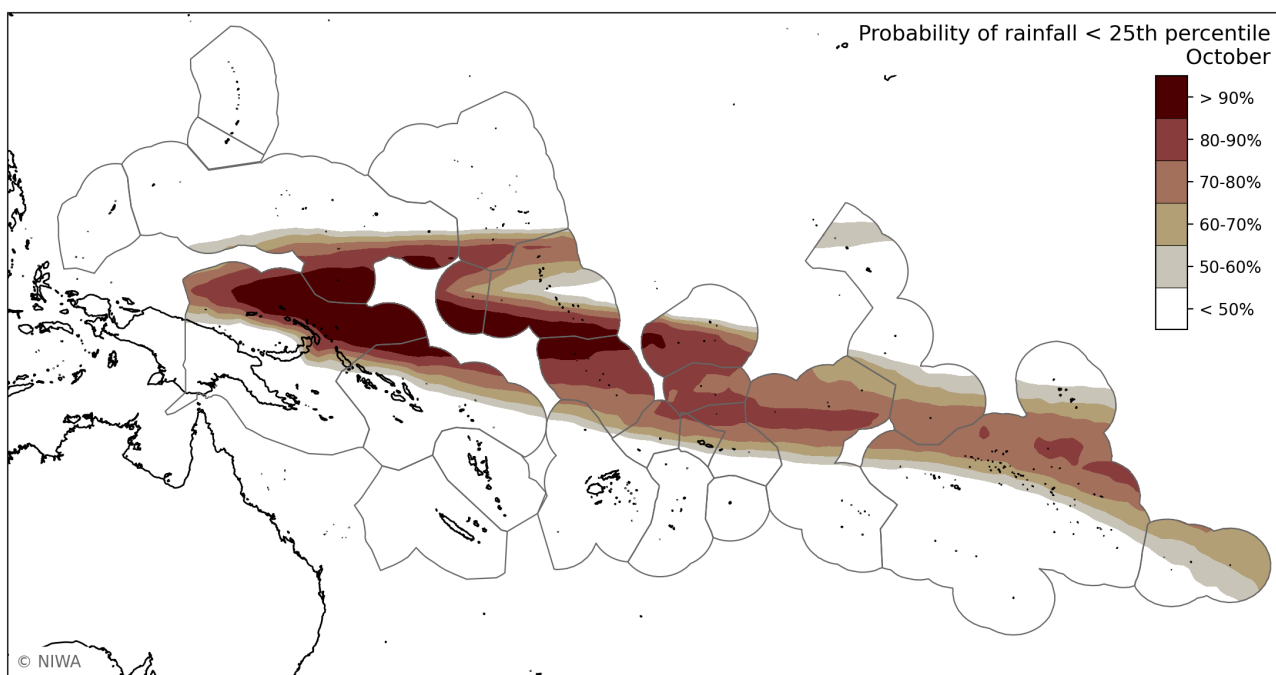 Probability of rainfall < 25th percentile
October
> 90%
80-90%
70-80%
60-70%
50-60%
< 50%
© NIWA